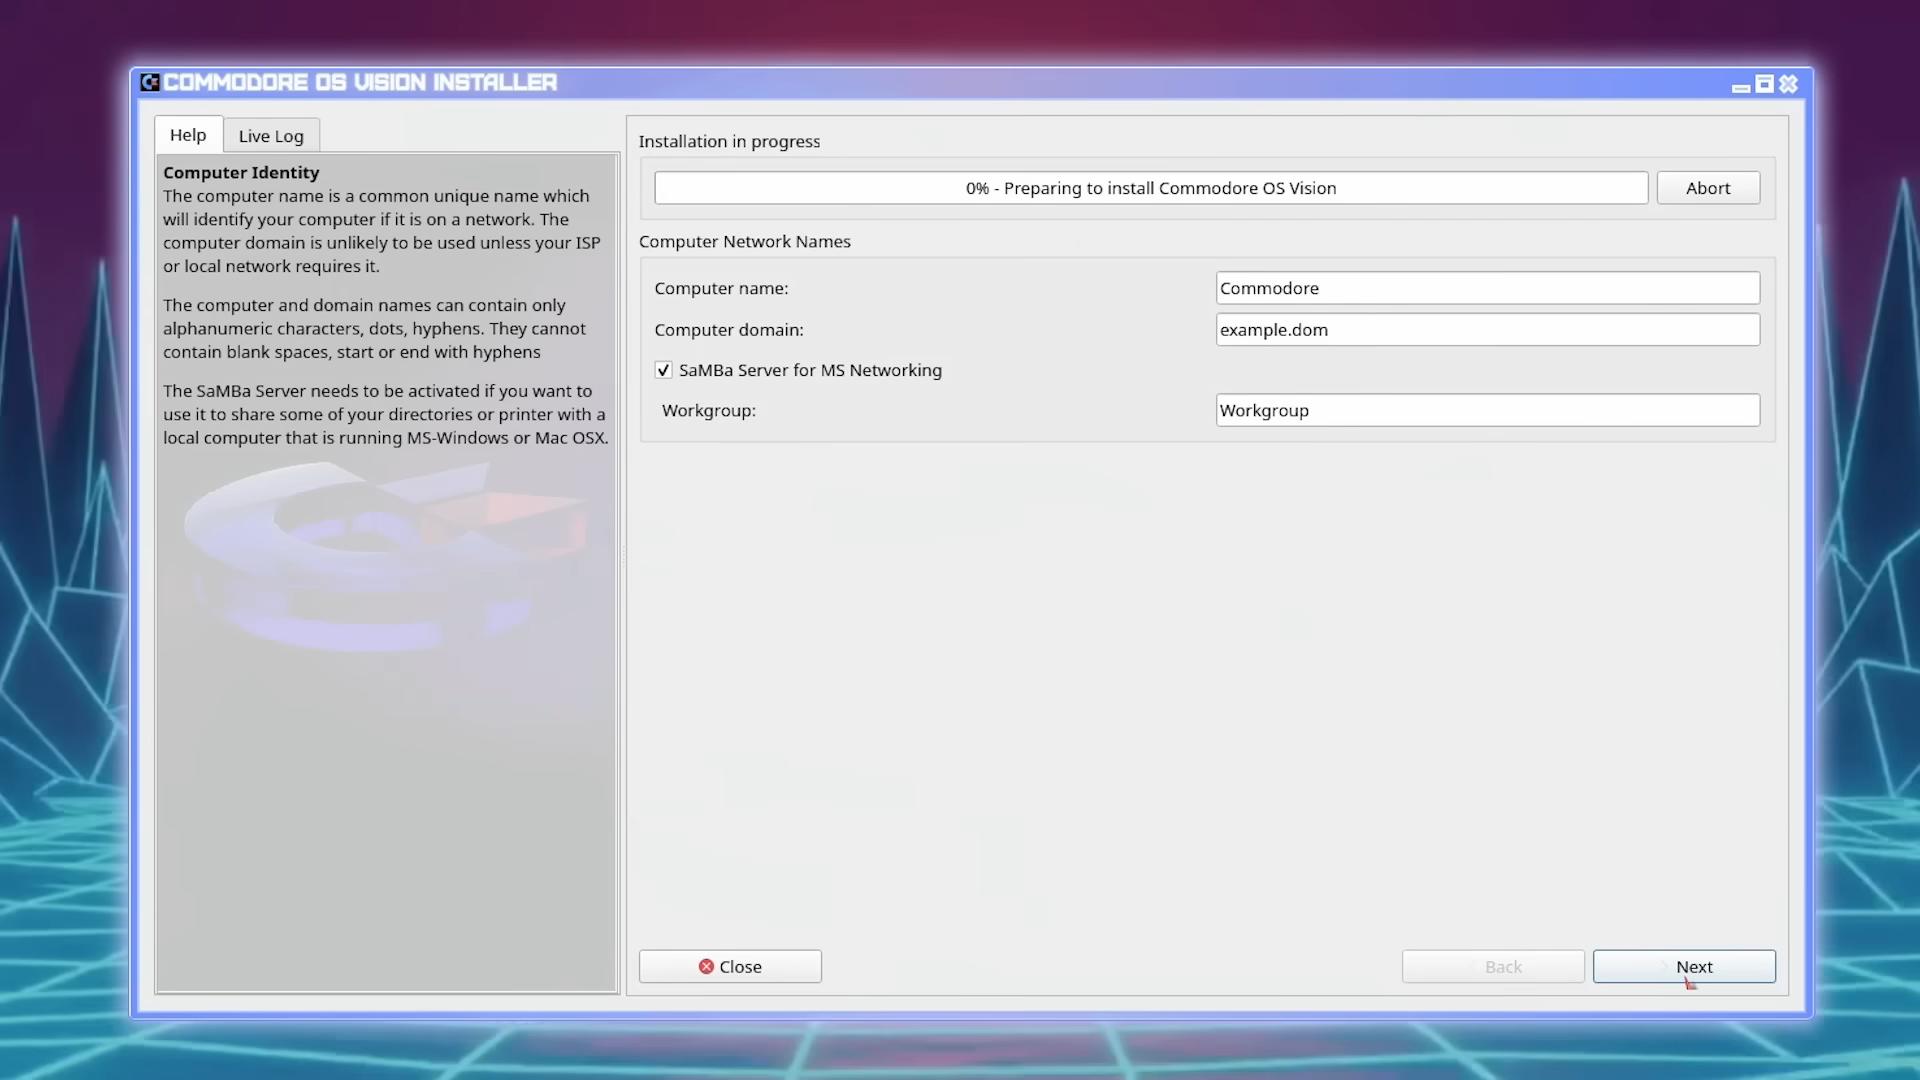 COMMODORE OS VISION INSTALLER
Help
Live Log
Computer Identity
The computer name is a common unique name which
will identify your computer if it is on a network. The
computer domain is unlikely to be used unless your ISP
or local network requires it.
The computer and domain names can contain only
alphanumeric characters, dots, hyphens. They cannot
contain blank spaces, start or end with hyphens
The SaMBa Server needs to be activated if you want to
use it to share some of your directories or printer with a
local computer that is running MS-Windows or Mac OSX.
Installation in progress
0% - Preparing to install Commodore OS Vision
Abort
Computer Network Names
Computer name:
Commodore
Computer domain:
example.dom
SaMBa Server for MS Networking
Workgroup:
Workgroup
Close
Back
Next